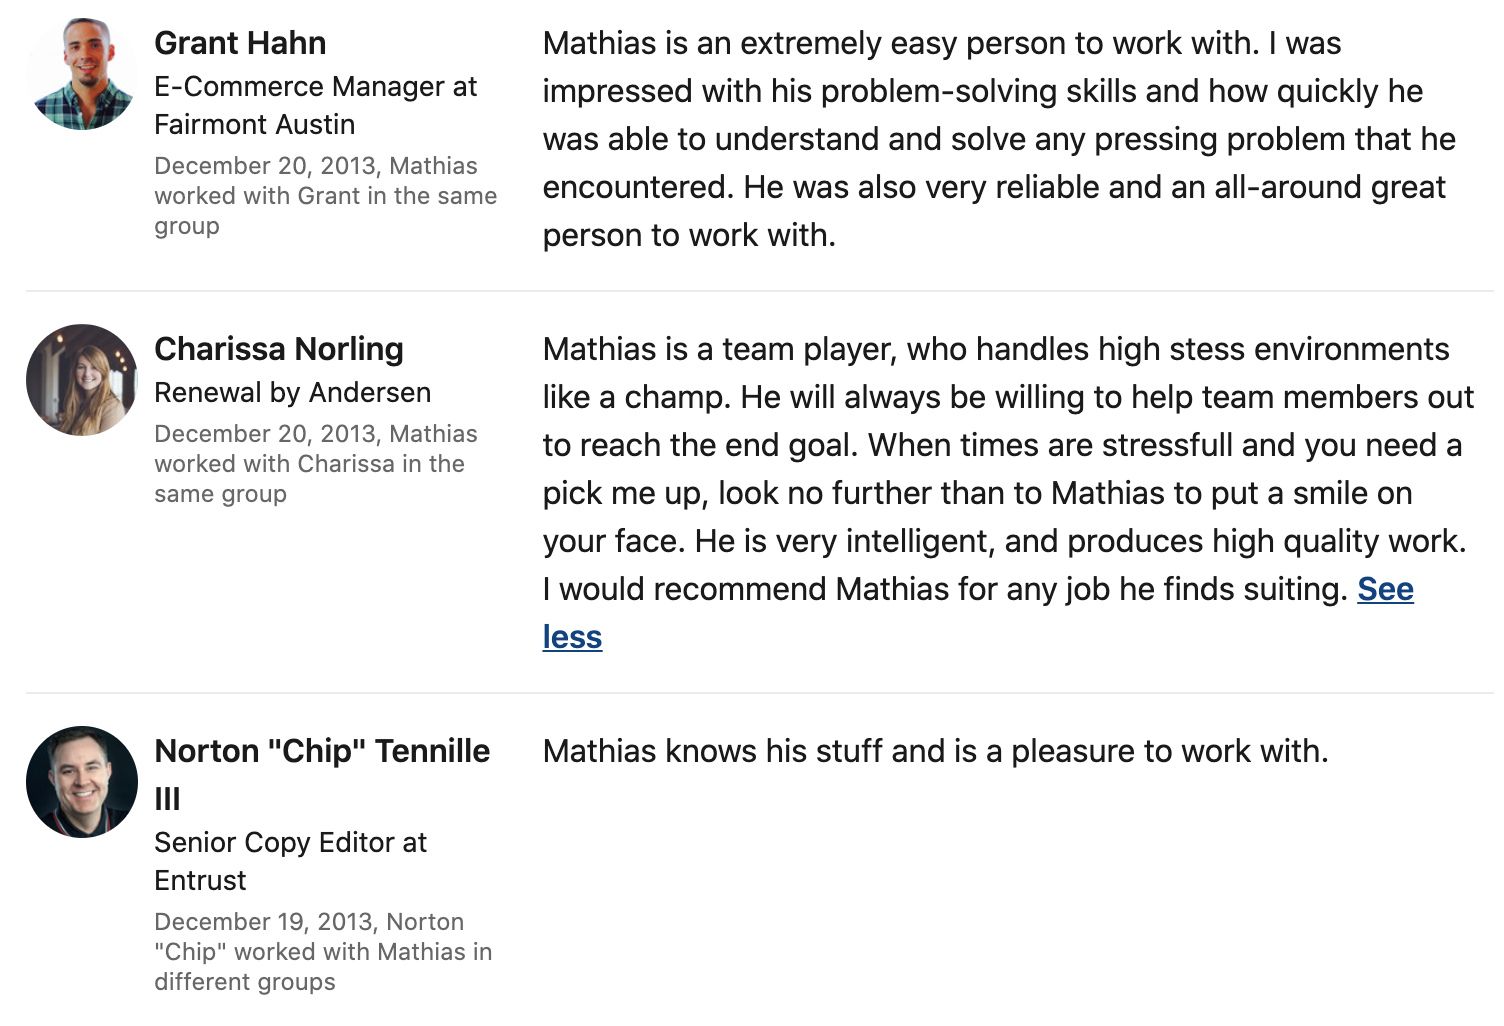 Grant Hahn
E-Commerce Manager at
Fairmont Austin
December 20, 2013, Mathias
worked with Grant in the same
group
Mathias is an extremely easy person to work with. I was
impressed with his problem-solving skills and how quickly he
was able to understand and solve any pressing problem that he
encountered. He was also very reliable and an all-around great
person to work with.
Charissa Norling
Renewal by Andersen
December 20, 2013, Mathias
worked with Charissa in the
same group
Mathias is a team player, who handles high stess environments
like a champ. He will always be willing to help team members out
to reach the end goal. When times are stressfull and you need a
pick me up, look no further than to Mathias to put a smile on
your face. He is very intelligent, and produces high quality work.
I would recommend Mathias for any job he finds suiting. See
less
Norton "Chip" Tennille
III
Senior Copy Editor at
Entrust
December 19, 2013, Norton
"Chip" worked with Mathias in
different groups
Mathias knows his stuff and is a pleasure to work with.